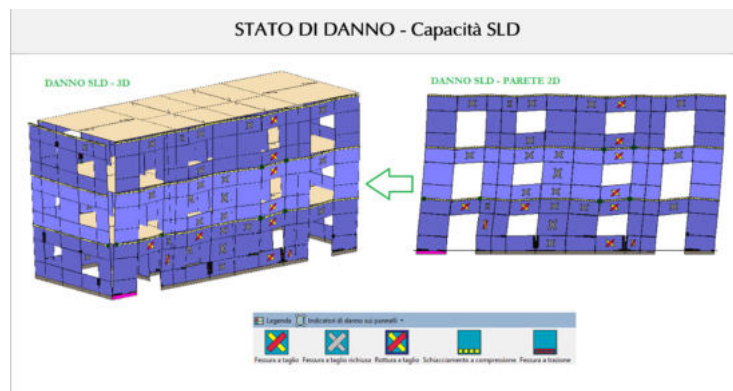 STATO DI DANNO - Capacità SLD
DANNO SLD - 3D
DANNO SLD - PARETE 2D
Legenda Indicatori di danno sui pannelli
Fessura a taglio Fessura a taglio richiusa Rottura a taglio Schiacciamento a compressione Fessura a trazione